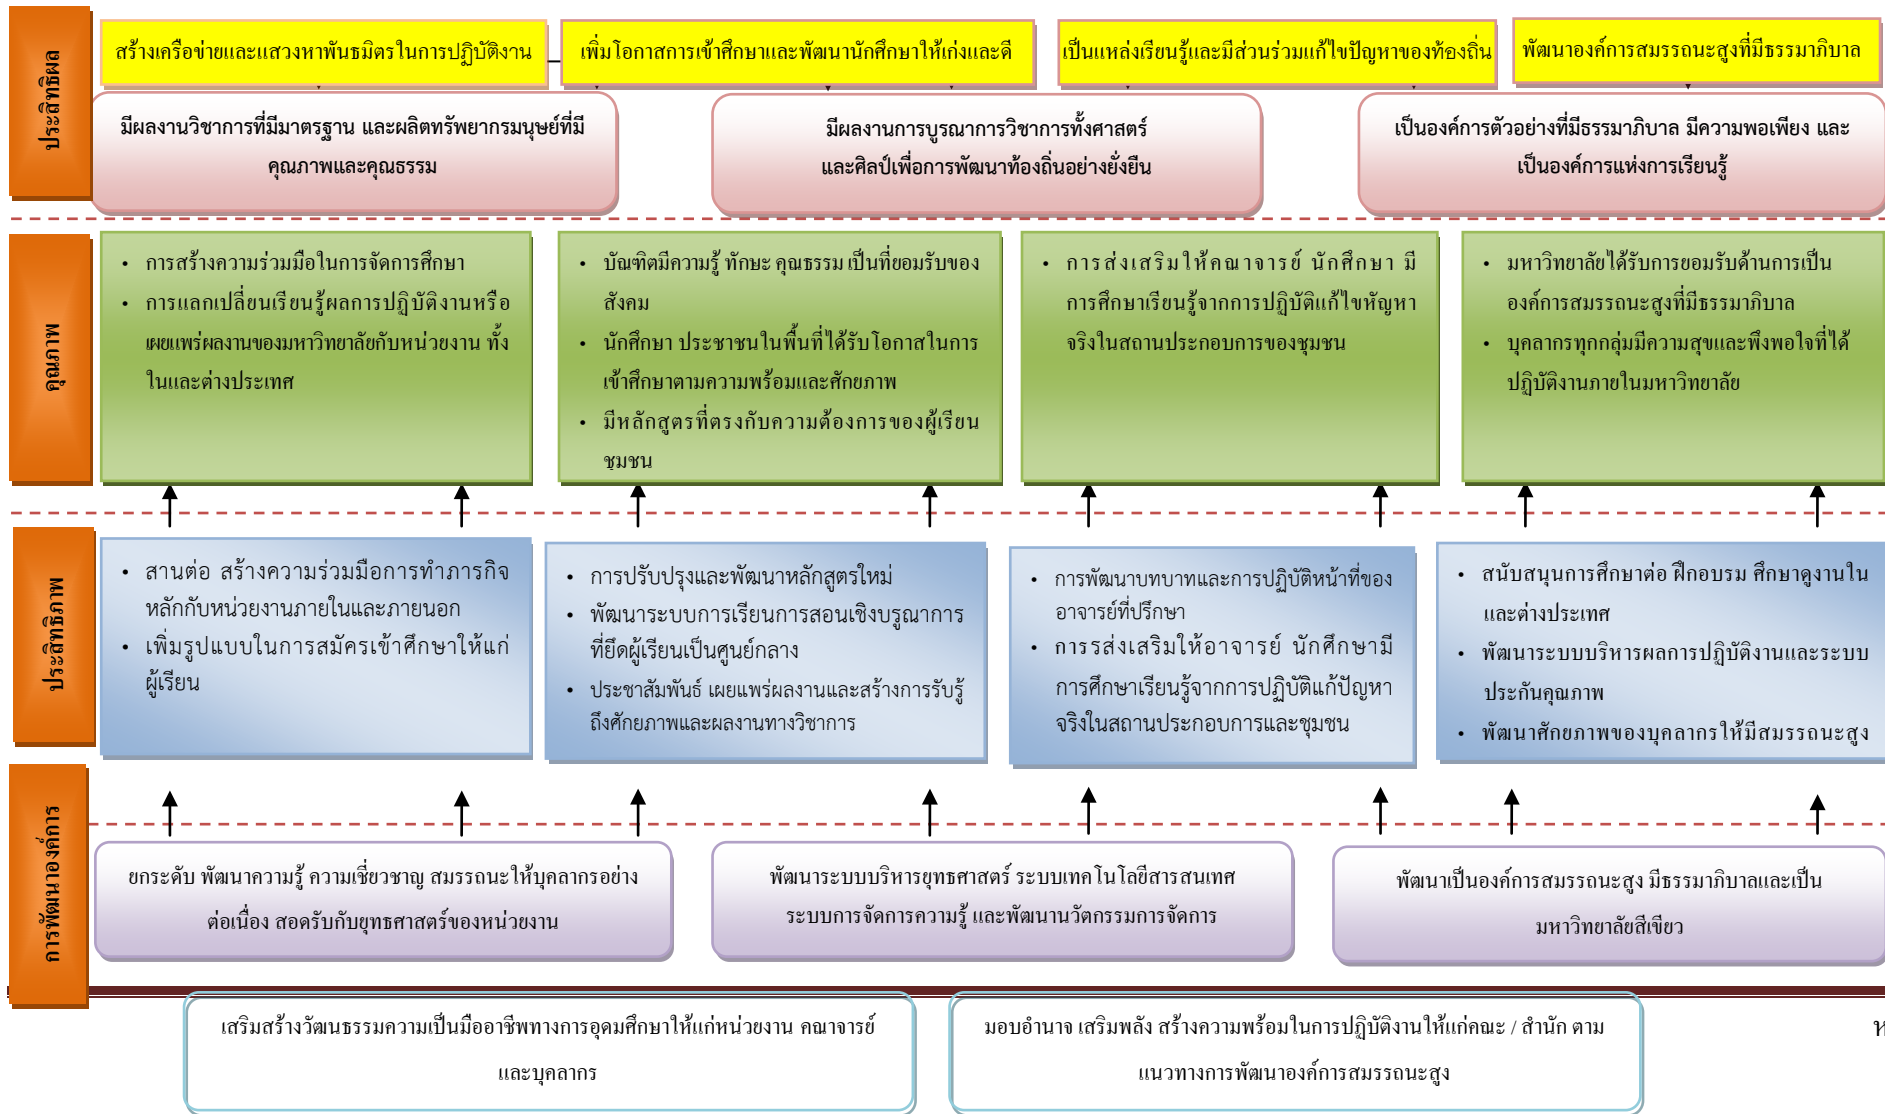 ประสิทธิผล
สร้างเครือข่ายและแสวงหาพันธมิตรในการปฏิบัติงาน
เพิ่มโอกาสการเข้าศึกษาและพัฒนานักศึกษาให้เก่งและดี
เป็นแหล่งเรียนรู้และมีส่วนร่วมแก้ไขปัญหาของท้องถิ่น
พัฒนาองค์การสมรรถนะสูงที่มีธรรมาภิบาล
มีผลงานวิชาการที่มีมาตรฐาน และผลิตทรัพยากรมนุษย์ที่มี
คุณภาพและคุณธรรม
มีผลงานการบูรณาการวิชาการทั้งศาสตร์
และศิลป์เพื่อการพัฒนาท้องถิ่นอย่างยั่งยืน
เป็นองค์การตัวอย่างที่มีธรรมาภิบาล มีความพอเพียง และ
เป็นองค์การแห่งการเรียนรู้
คุณภาพ
• การสร้างความร่วมมือในการจัดการศึกษา
• การแลกเปลี่ยนเรียนรู้ผลการปฏิบัติงานหรือ
เผยแพร่ผลงานของมหาวิทยาลัยกับหน่วยงาน ทั้ง
ในและต่างประเทศ
• บัณฑิตมีความรู้ ทักษะ คุณธรรม เป็นที่ยอมรับของ
สังคม
• นักศึกษา ประชาชนในพื้นที่ได้รับโอกาสในการ
เข้าศึกษาตามความพร้อมและศักยภาพ
• มีหลักสูตรที่ตรงกับความต้องการของผู้เรียน
ชุมชน
• การส่งเสริมให้คณาจารย์ นักศึกษา มี
การศึกษาเรียนรู้จากการปฏิบัติแก้ไขหัญหา
จริงในสถานประกอบการของชุมชน
• มหาวิทยาลัยได้รับการยอมรับด้านการเป็น
องค์การสมรรถนะสูงที่มีธรรมาภิบาล
• บุคลากรทุกกลุ่มมีความสุขและพึงพอใจที่ได้
ปฏิบัติงานภายในมหาวิทยาลัย
ประสิทธิภาพ
• สานต่อ สร้างความร่วมมือการทำภารกิจ
หลักกับหน่วยงานภายในและภายนอก
• เพิ่มรูปแบบในการสมัครเข้าศึกษาให้แก่
ผู้เรียน
• การปรับปรุงและพัฒนาหลักสูตรใหม่
• พัฒนาระบบการเรียนการสอนเชิงบรูณาการ
ที่ยึดผู้เรียนเป็นศูนย์กลาง
• ประชาสัมพันธ์ เผยแพร่ผลงานและสร้างการรับรู้
ถึงศักยภาพและผลงานทางวิชาการ
• การพัฒนาบทบาทและการปฏิบัติหน้าที่ของ
อาจารย์ที่ปรึกษา
• การรส่งเสริมให้อาจารย์ นักศึกษามี
การศึกษาเรียนรู้จากการปฏิบัติแก้ปัญหา
จริงในสถานประกอบการและชุมชน
• สนับสนุนการศึกษาต่อ ฝึกอบรม ศึกษาดูงานใน
และต่างประเทศ
• พัฒนาระบบบริหารผลการปฏิบัติงานและระบบ
ประกันคุณภาพ
• พัฒนาศักยภาพของบุคลากรให้มีสมรรถนะสูง
การพัฒนาองค์การ
ยกระดับ พัฒนาความรู้ ความเชี่ยวชาญ สมรรถนะให้บุคลากรอย่าง
ต่อเนื่อง สอดรับกับยุทธศาสตร์ของหน่วยงาน
พัฒนาระบบบริหารยุทธศาสตร์ ระบบเทคโนโลยีสารสนเทศ
ระบบการจัดการความรู้ และพัฒนานวัตกรรมการจัดการ
พัฒนาเป็นองค์การสมรรถนะสูง มีธรรมาภิบาลและเป็น
มหาวิทยาลัยสีเขียว
เสริมสร้างวัฒนธรรมความเป็นมืออาชีพทางการอุดมศึกษาให้แก่หน่วยงาน คณาจารย์
และบุคลากร
มอบอำนาจ เสริมพลัง สร้างความพร้อมในการปฏิบัติงานให้แก่คณะ / สำนัก ตาม
แนวทางการพัฒนาองค์การสมรรถนะสูง